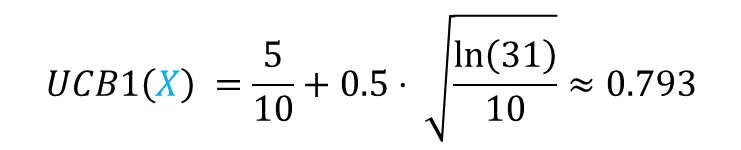 UCB1(X) = 5/10 + 0.5 · √(ln(31)/10) ≈ 0.793